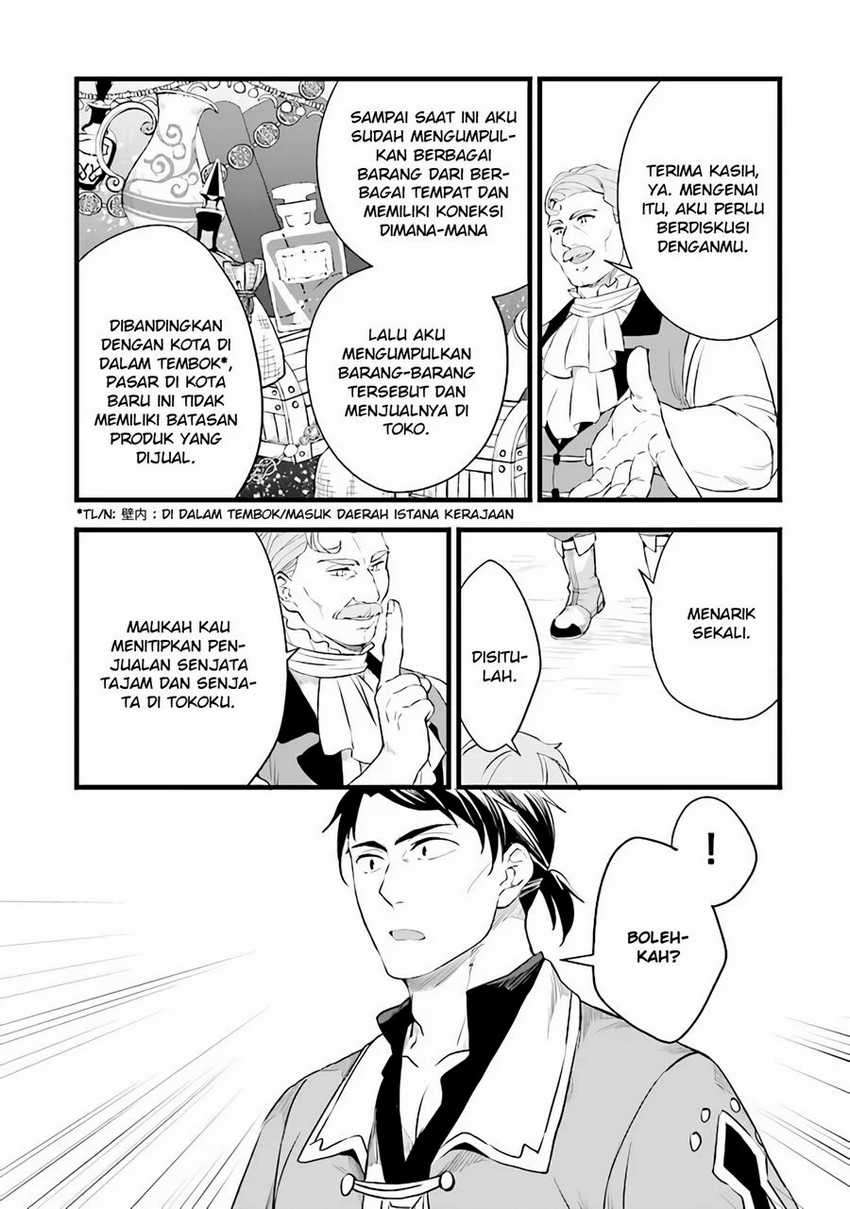 TERIMA KASIH,
YA. MENGENAI
ITU, AKU PERLU
BERDISKUSI
DENGANMU.
SAMPAI SAAT INI AKU
SUDAH MENGUMPUL-
KAN BERBAGAI
BARANG DARI BER-
BAGAI TEMPAT DAN
MEMILIKI KONEKSI
DIMANA-MANA
LALU AKU
MENGUMPULKAN
BARANG-BARANG
TERSEBUT DAN
MENJUALNYA DI
TOKO.
DIBANDINGKAN
DENGAN KOTA DI
DALAM TEMBOK*,
PASAR DI KOTA
BARU INI TIDAK
MEMILIKI BATASAN
PRODUK YANG
DIJUAL.
*TL/N: 壁内 : DI DALAM TEMBOK/MASUK DAERAH ISTANA KERAJAAN
MENARIK
SEKALI.
DISITU-
LAH.
MAUKAH KAU
MENITIPKAN PEN-
JUALAN SENJATA
TAJAM DAN SENJA-
TA DI TOKOKU.
!
BOLEH-
KAH?